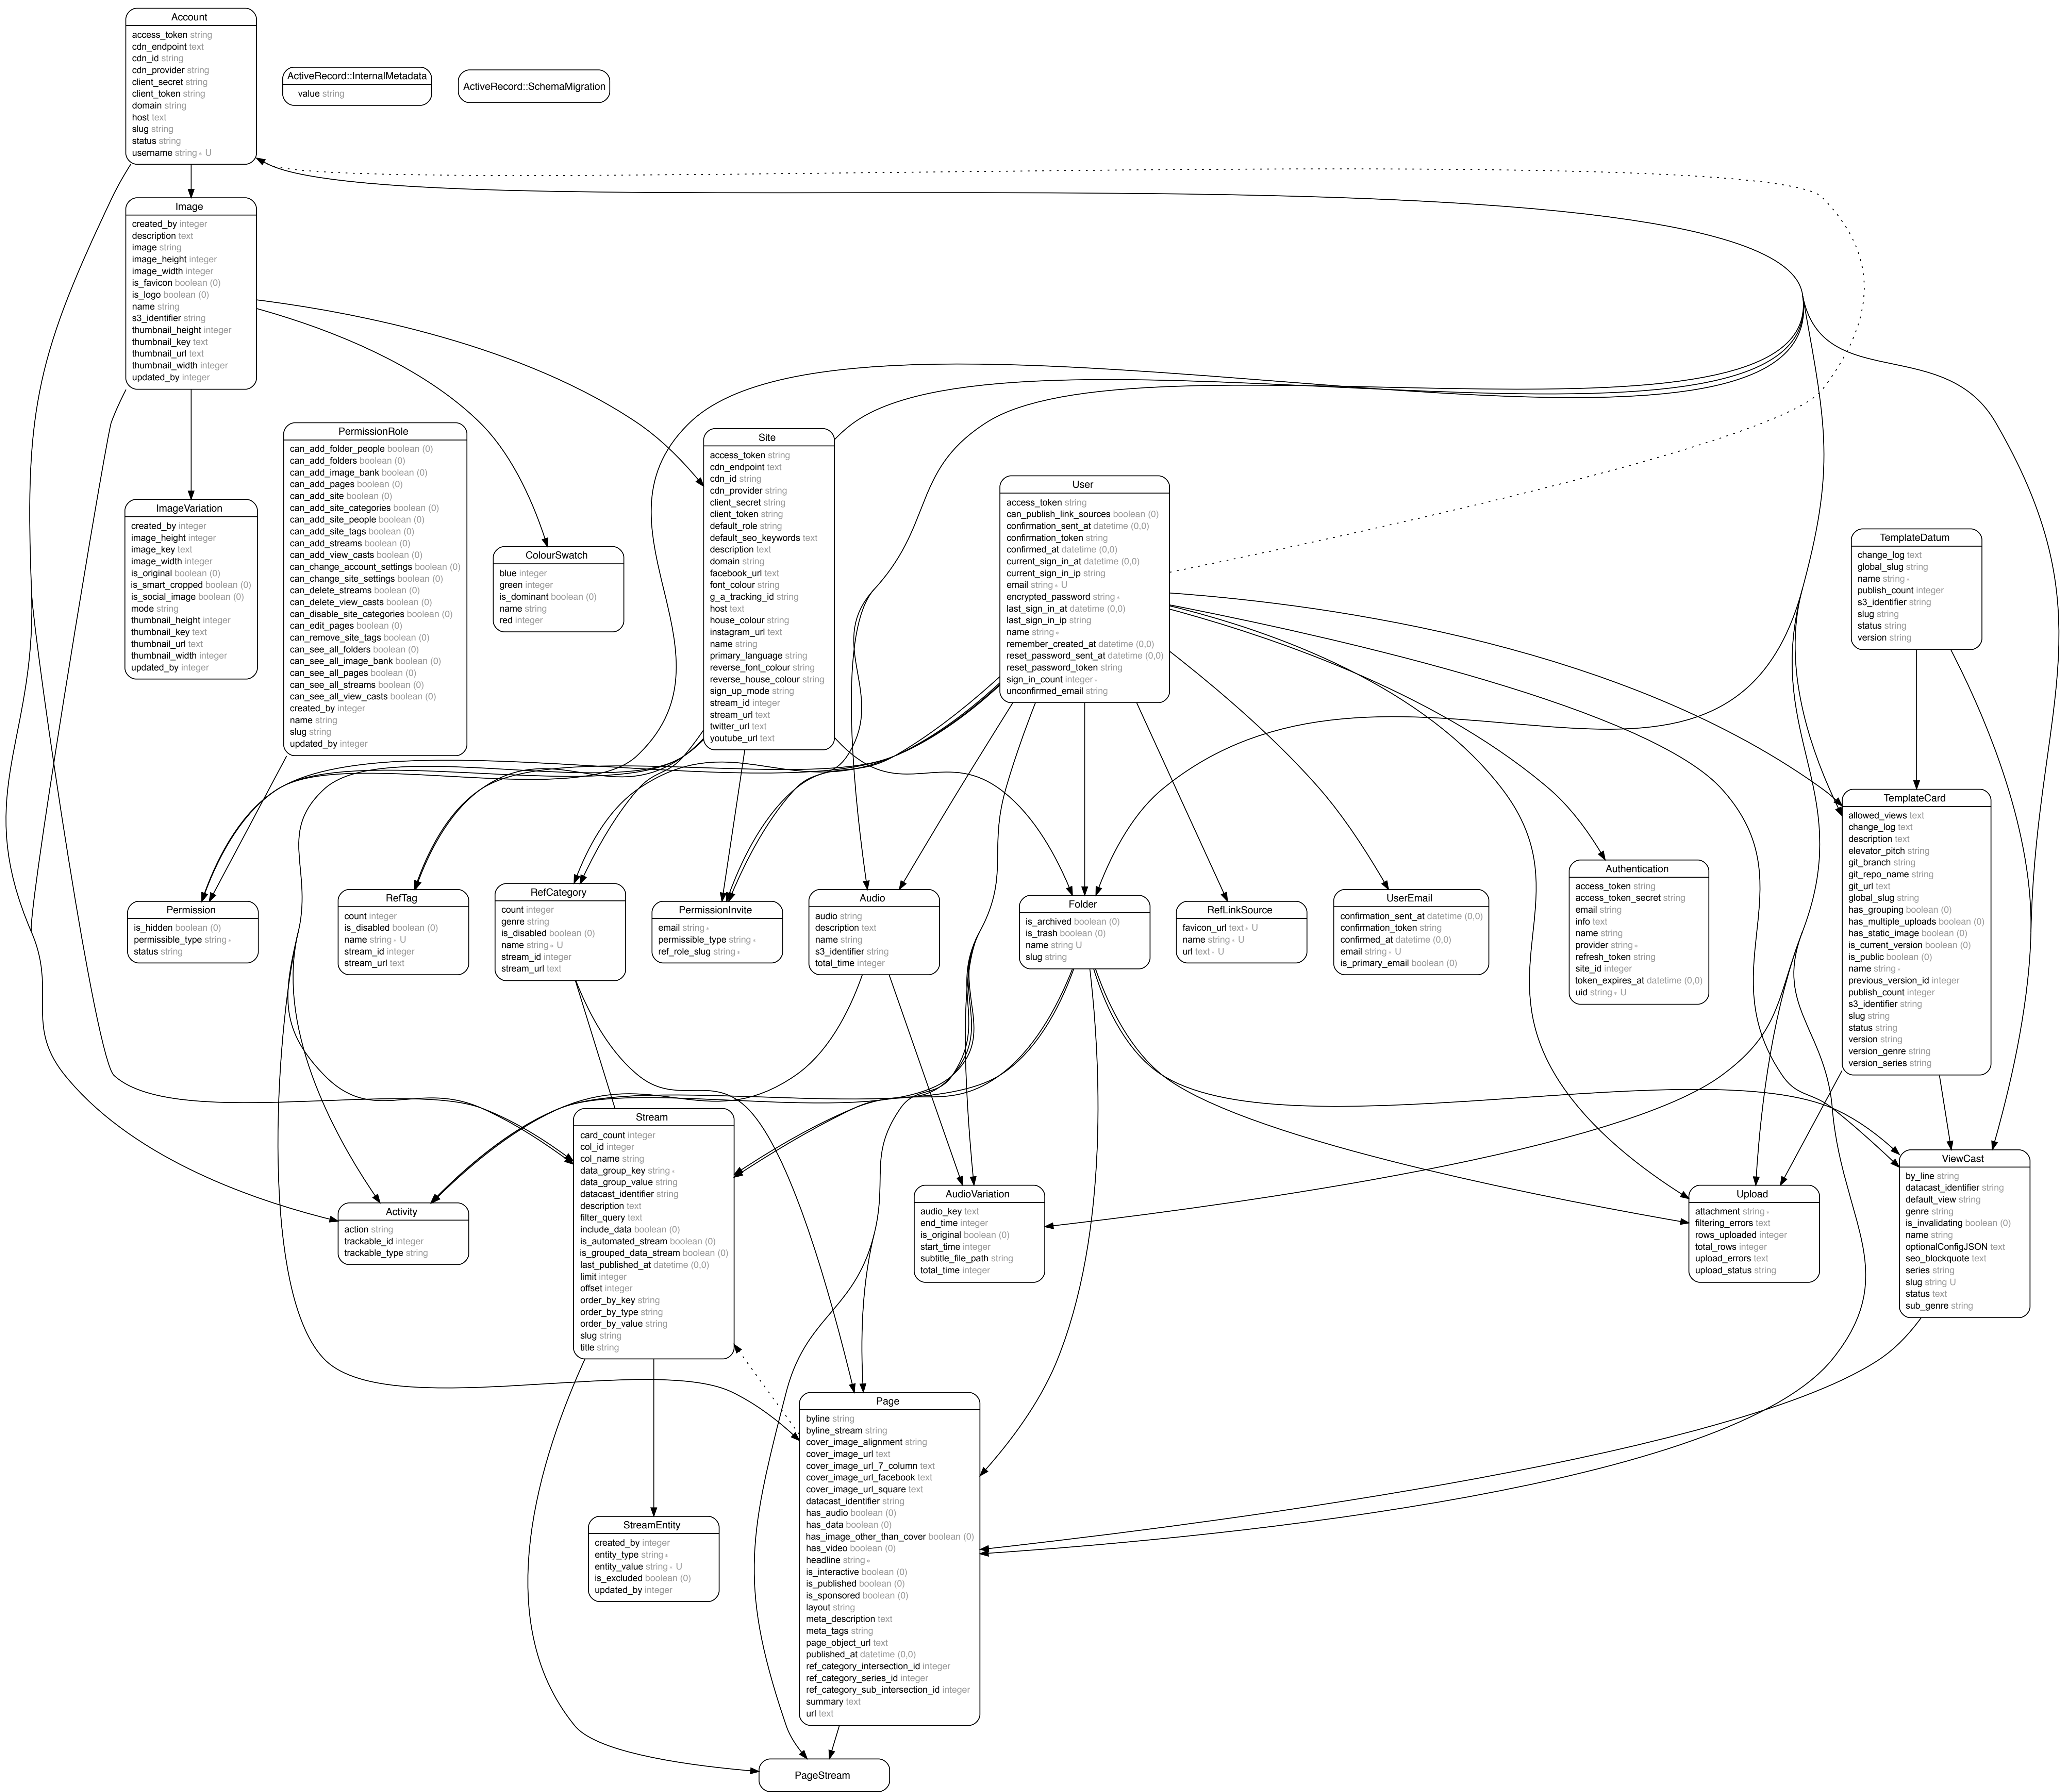 Account
access_token string
cdn_endpoint text
cdn_id string
cdn_provider string
client_secret string
client_token string
domain string
host text
slug string
status string
username string∗ U
ActiveRecord::InternalMetadata
value string
ActiveRecord::SchemaMigration
Image
created_by integer
description text
image string
image_height integer
image_width integer
is_favicon boolean (0)
is_logo boolean (0)
name string
s3_identifier string
thumbnail_height integer
thumbnail_key text
thumbnail_url text
thumbnail_width integer
updated_by integer
ImageVariation
created_by integer
image_height integer
image_key text
image_width integer
is_original boolean (0)
is_smart_cropped boolean (0)
is_social_image boolean (0)
mode string
thumbnail_height integer
thumbnail_key text
thumbnail_url text
thumbnail_width integer
updated_by integer
PermissionRole
can_add_folder_people boolean (0)
can_add_folders boolean (0)
can_add_image_bank boolean (0)
can_add_pages boolean (0)
can_add_site boolean (0)
can_add_site_categories boolean (0)
can_add_site_people boolean (0)
can_add_site_tags boolean (0)
can_add_streams boolean (0)
can_add_view_casts boolean (0)
can_change_account_settings boolean (0)
can_change_site_settings boolean (0)
can_delete_streams boolean (0)
can_delete_view_casts boolean (0)
can_disable_site_categories boolean (0)
can_edit_pages boolean (0)
can_remove_site_tags boolean (0)
can_see_all_folders boolean (0)
can_see_all_image_bank boolean (0)
can_see_all_pages boolean (0)
can_see_all_streams boolean (0)
can_see_all_view_casts boolean (0)
created_by integer
name string
slug string
updated_by integer
ColourSwatch
blue integer
green integer
is_dominant boolean (0)
name string
red integer
Site
access_token string
cdn_endpoint text
cdn_id string
cdn_provider string
client_secret string
client_token string
default_role string
default_seo_keywords text
description text
domain string
facebook_url text
font_colour string
g_a_tracking_id string
host text
house_colour string
instagram_url text
name string
primary_language string
reverse_font_colour string
reverse_house_colour string
sign_up_mode string
stream_id integer
stream_url text
twitter_url text
youtube_url text
User
access_token string
can_publish_link_sources boolean (0)
confirmation_sent_at datetime (0,0)
confirmation_token string
confirmed_at datetime (0,0)
current_sign_in_at datetime (0,0)
current_sign_in_ip string
email string∗ U
encrypted_password string∗
last_sign_in_at datetime (0,0)
last_sign_in_ip string
name string∗
remember_created_at datetime (0,0)
reset_password_sent_at datetime (0,0)
reset_password_token string
sign_in_count integer∗
unconfirmed_email string
TemplateDatum
change_log text
global_slug string
name string∗
publish_count integer
s3_identifier string
slug string
status string
version string
TemplateCard
allowed_views text
change_log text
description text
elevator_pitch string
git_branch string
git_repo_name string
git_url text
global_slug string
has_grouping boolean (0)
has_multiple_uploads boolean (0)
has_static_image boolean (0)
is_current_version boolean (0)
is_public boolean (0)
name string∗
previous_version_id integer
publish_count integer
s3_identifier string
slug string
status string
version string
version_genre string
version_series string
Permission
is_hidden boolean (0)
permissible_type string∗
status string
RefTag
count integer
is_disabled boolean (0)
name string∗ U
stream_id integer
stream_url text
RefCategory
count integer
genre string
is_disabled boolean (0)
name string∗ U
stream_id integer
stream_url text
PermissionInvite
email string∗
permissible_type string∗
ref_role_slug string∗
Audio
audio string
description text
name string
s3_identifier string
total_time integer
Folder
is_archived boolean (0)
is_trash boolean (0)
name string U
slug string
RefLinkSource
favicon_url text∗ U
name string∗ U
url text∗ U
UserEmail
confirmation_sent_at datetime (0,0)
confirmation_token string
confirmed_at datetime (0,0)
email string∗ U
is_primary_email boolean (0)
Authentication
access_token string
access_token_secret string
email string
info text
name string
provider string∗
refresh_token string
site_id integer
token_expires_at datetime (0,0)
uid string∗ U
Activity
action string
trackable_id integer
trackable_type string
Stream
card_count integer
col_id integer
col_name string
data_group_key string∗
data_group_value string
datacast_identifier string
description text
filter_query text
include_data boolean (0)
is_automated_stream boolean (0)
is_grouped_data_stream boolean (0)
last_published_at datetime (0,0)
limit integer
offset integer
order_by_key string
order_by_type string
order_by_value string
slug string
title string
AudioVariation
audio_key text
end_time integer
is_original boolean (0)
start_time integer
subtitle_file_path string
total_time integer
Upload
attachment string∗
filtering_errors text
rows_uploaded integer
total_rows integer
upload_errors text
upload_status string
ViewCast
by_line string
datacast_identifier string
default_view string
genre string
is_invalidating boolean (0)
name string
optionalConfigJSON text
seo_blockquote text
series string
slug string U
status text
sub_genre string
StreamEntity
created_by integer
entity_type string∗
entity_value string∗ U
is_excluded boolean (0)
updated_by integer
Page
byline string
byline_stream string
cover_image_alignment string
cover_image_url text
cover_image_url_7_column text
cover_image_url_facebook text
cover_image_url_square text
datacast_identifier string
has_audio boolean (0)
has_data boolean (0)
has_image_other_than_cover boolean (0)
has_video boolean (0)
headline string∗
is_interactive boolean (0)
is_published boolean (0)
is_sponsored boolean (0)
layout string
meta_description text
meta_tags string
page_object_url text
published_at datetime (0,0)
ref_category_intersection_id integer
ref_category_series_id integer
ref_category_sub_intersection_id integer
summary text
url text
PageStream